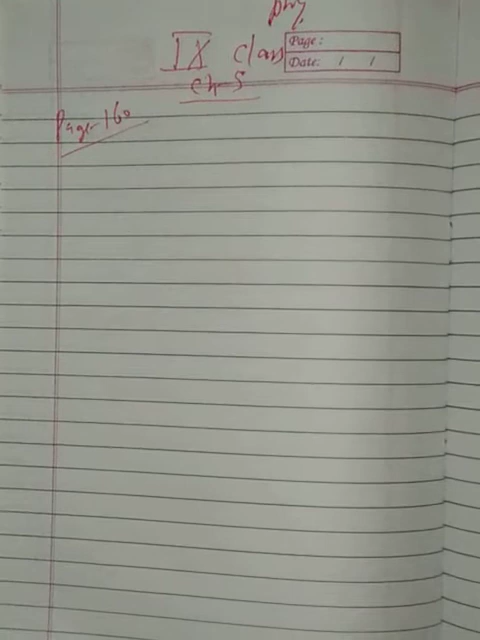 Phy.
IX Class
Page :
Date: / /
Ch-5
Page-160